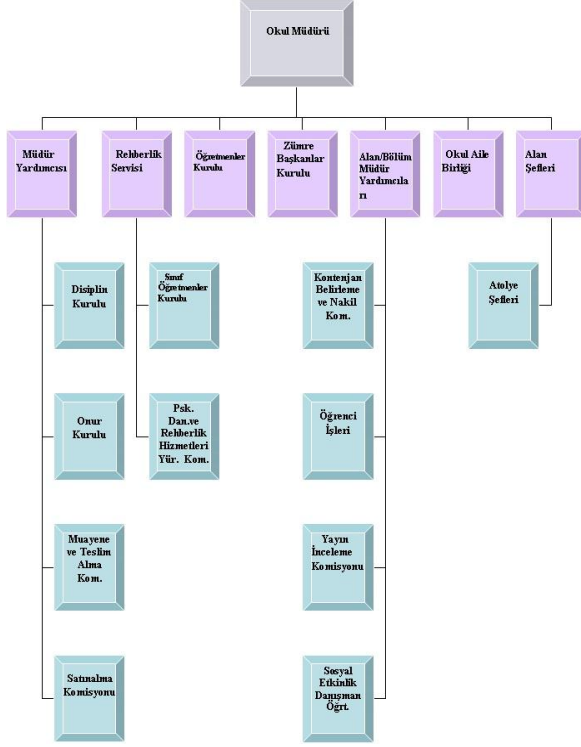 Okul Müdürü
Müdür
Yardımcısı
Rehberlik
Servisi
Öğretmenler
Kurulu
Zümre
Başkanlar
Kurulu
Alan/Bölüm
Müdür
Yardımcıla
rı
Okul Aile
Birliği
Alan
Şefleri
Disiplin
Kurulu
Sınıf
Öğretmenler
Kurulu
Kontenjan
Belirleme
ve Nakil
Kom.
Atolye
Şefleri
Onur
Kurulu
Psk.
Dan.ve
Rehberlik
Hizmetleri
Yür. Kom.
Öğrenci
İşleri
Muayene
ve Teslim
Alma
Kom.
Yayın
İnceleme
Komisyonu
Satınalma
Komisyonu
Sosyal
Etkinlik
Danışman
Öğrt.